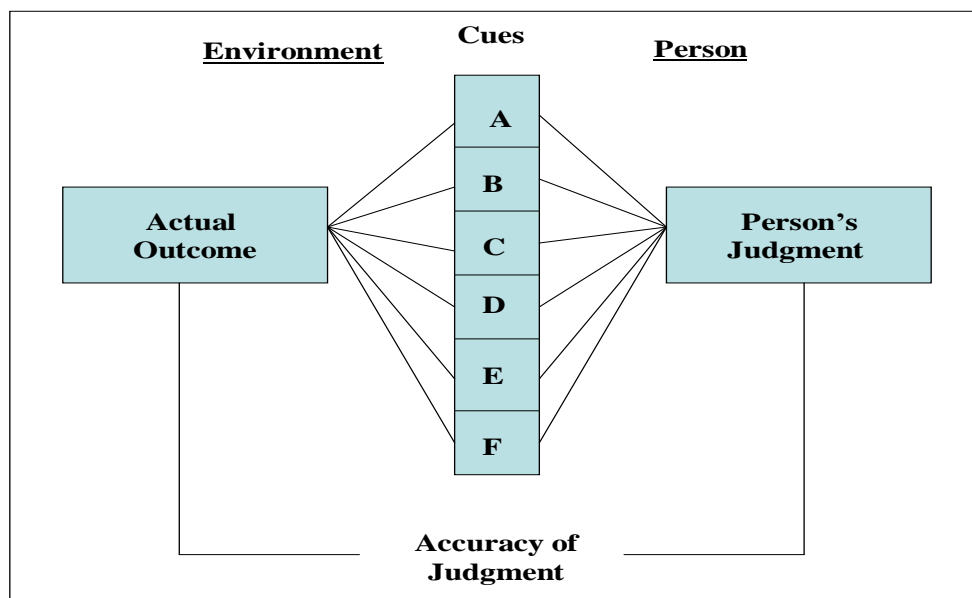 Cues
Environment
Person
A
B
C
D
E
F
Actual
Outcome
Person’s
Judgment
Accuracy of
Judgment